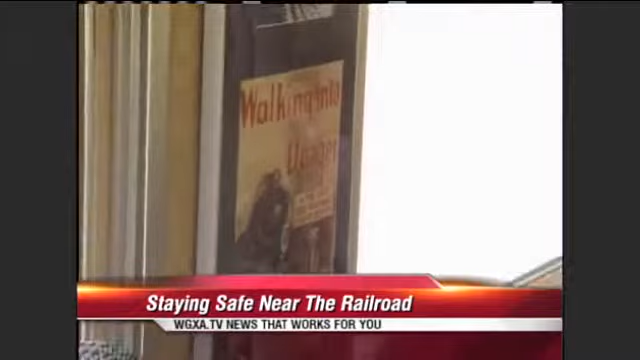 Walking Into
Danger
Staying Safe Near The Railroad
WGXA.TV NEWS THAT WORKS FOR YOU